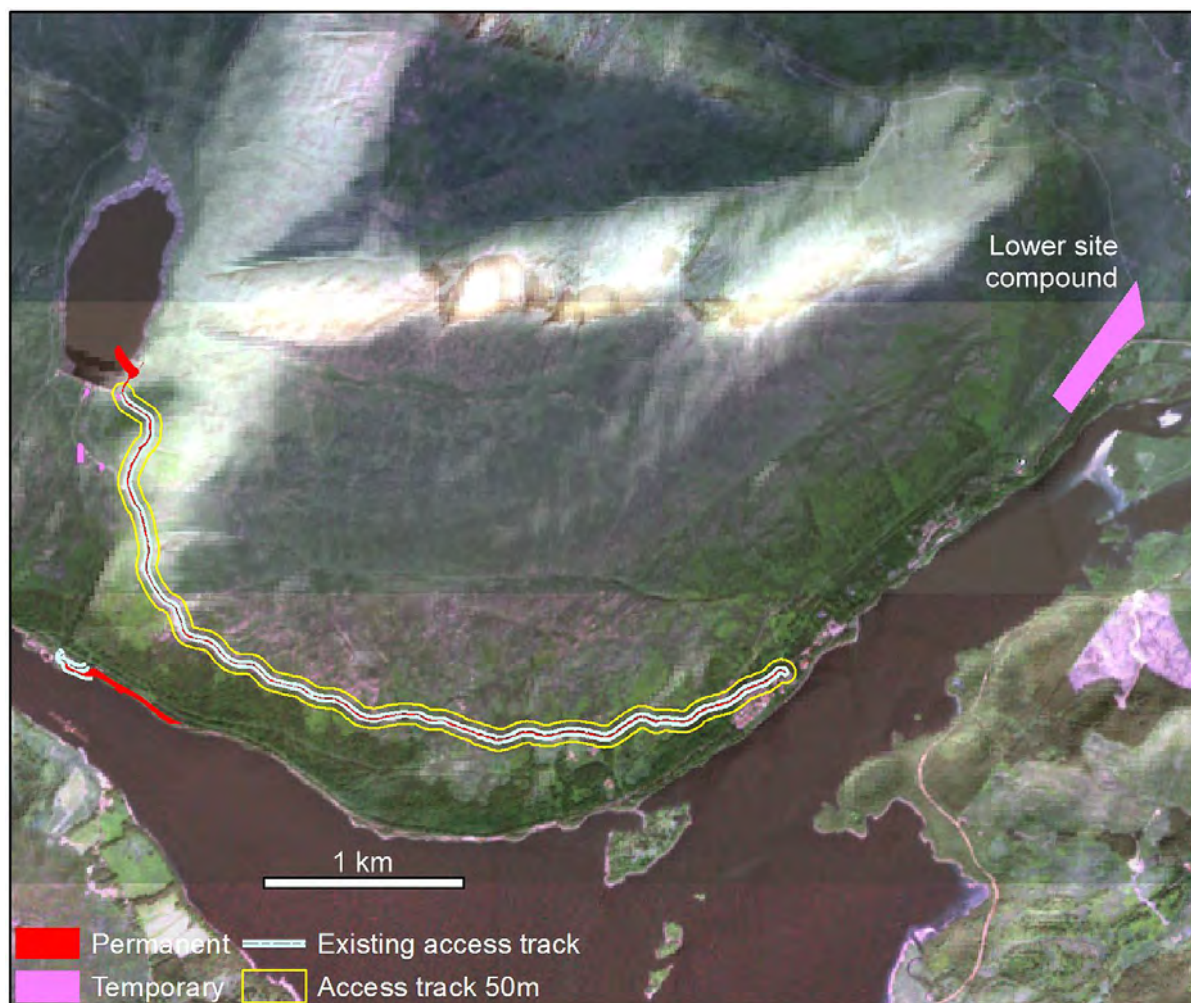 Lower site
compound
1 km
Permanent
Existing access track
Temporary
Access track 50m